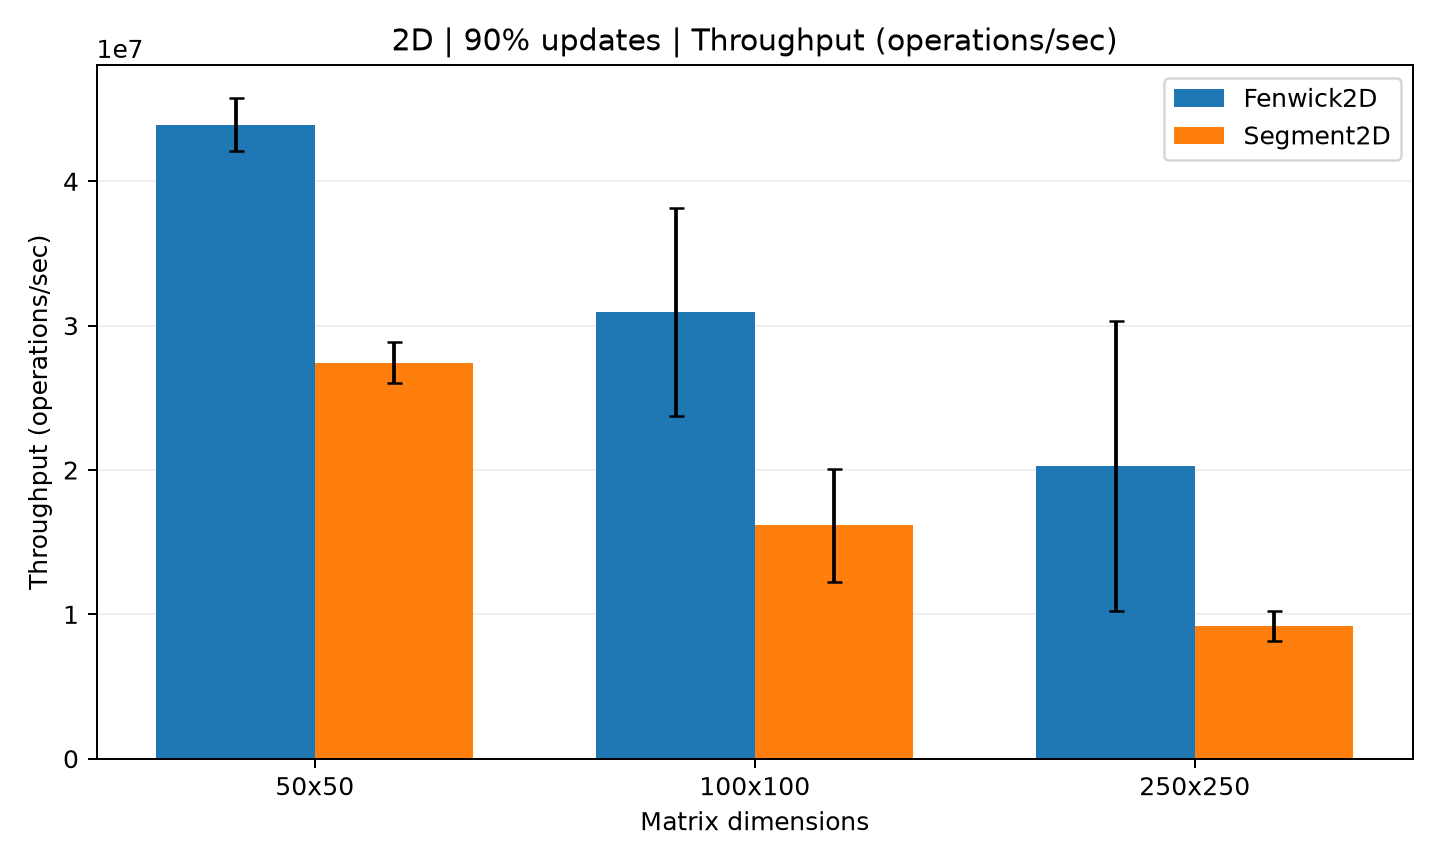 2D | 90% updates | Throughput (operations/sec)
1e7
Fenwick2D
Segment2D
Throughput (operations/sec)
4
3
2
1
0
50x50
100x100
250x250
Matrix dimensions